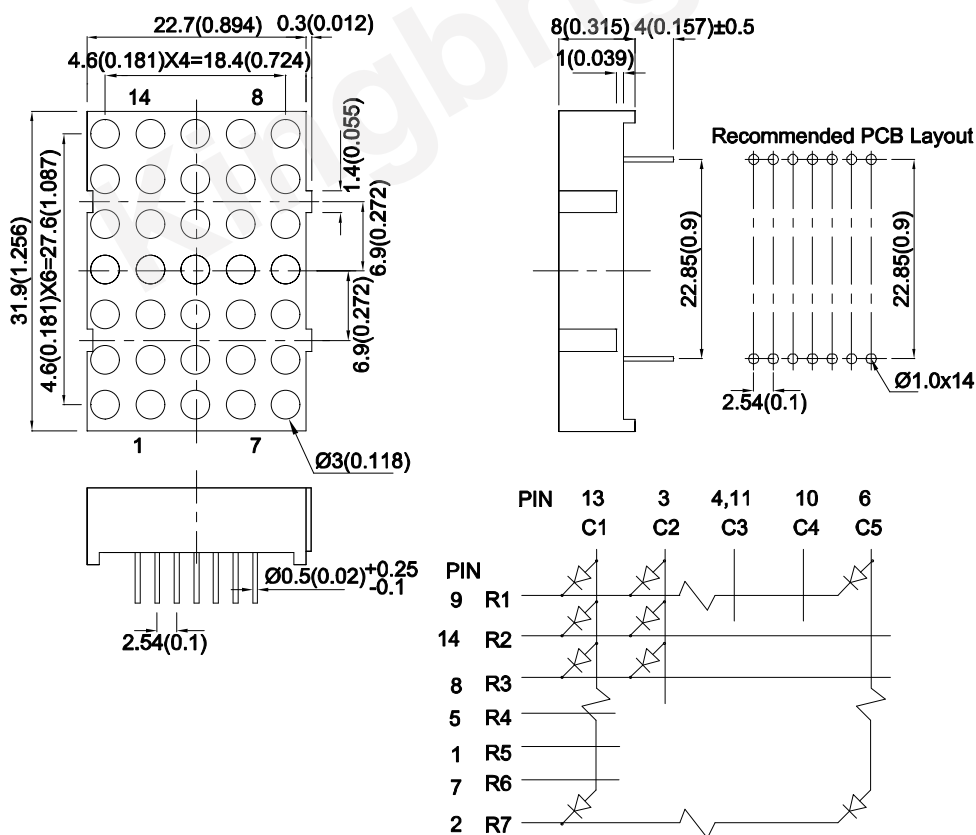 22.7(0.894)
0.3(0.012)
4.6(0.181)X4=18.4(0.724)
14
8
1.4(0.055)
6.9(0.272)
6.9(0.272)
31.9(1.256)
4.6(0.181)X6=27.6(1.087)
1
7
Ø3(0.118)
8(0.315)
4(0.157)±0.5
1(0.039)
22.85(0.9)
Recommended PCB Layout
22.85(0.9)
Ø1.0x14
2.54(0.1)
Ø0.5(0.02)+0.25 -0.1
2.54(0.1)
PIN 13 3 4,11 10 6
C1 C2 C3 C4 C5
PIN
9 R1
14 R2
8 R3
5 R4
1 R5
7 R6
2 R7